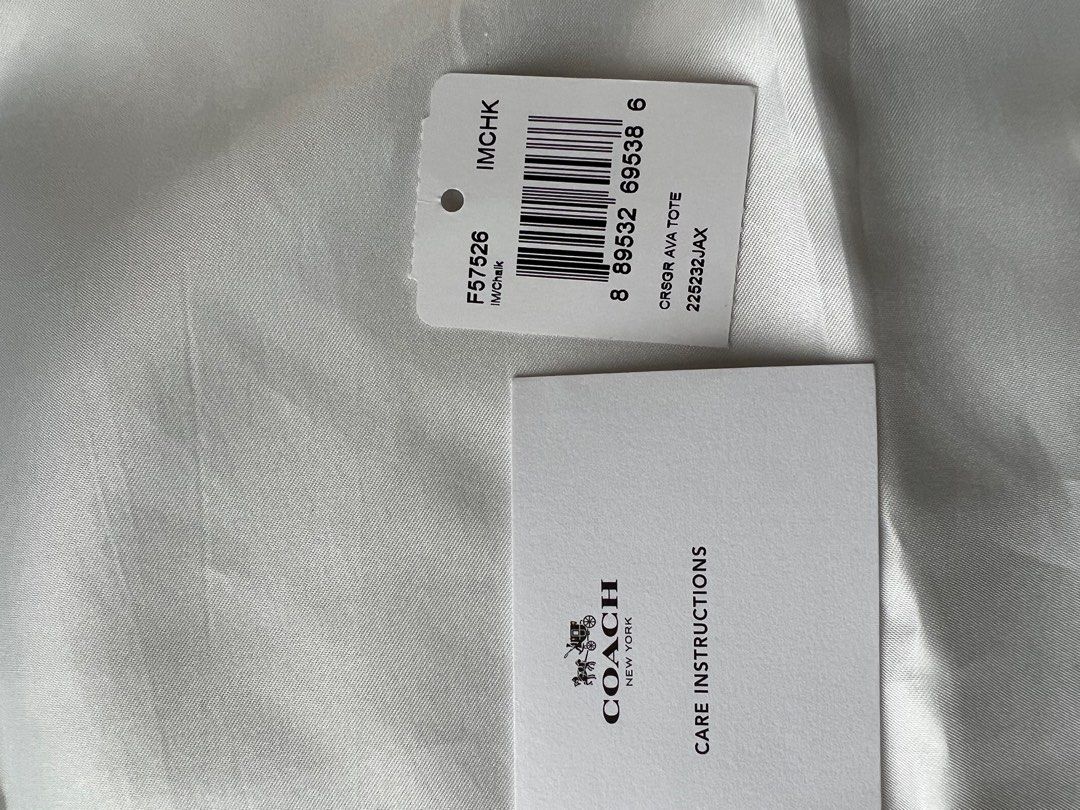 F57526 IMCHK
IM/Chalk
8 89532 69538 6
CRSGR AVA TOTE
225232JAX
COACH
NEW YORK
CARE INSTRUCTIONS